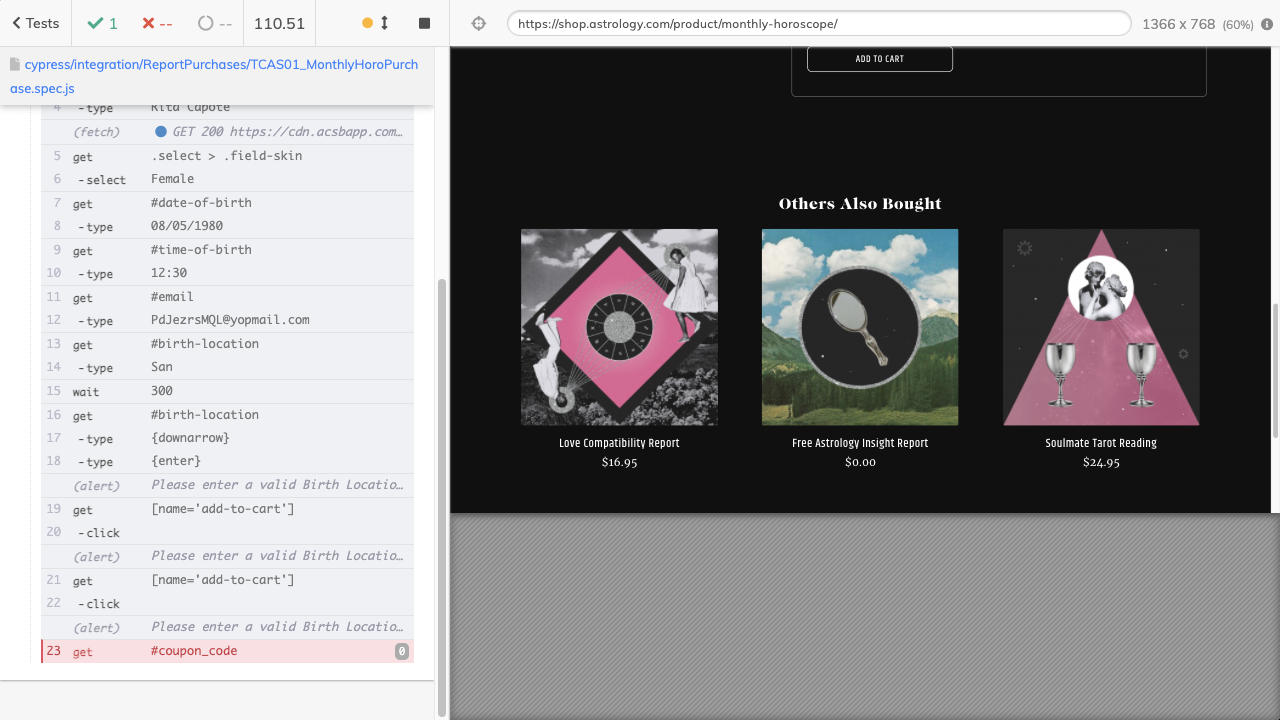 Tests
1
--
--
110.51
https://shop.astrology.com/product/monthly-horoscope/
1366 x 768 (60%)
cypress/integration/ReportPurchases/TCAS01_MonthlyHoroPurch
ase.spec.js
4 -type Rita Capote
(fetch) GET 200 https://cdn.acsbapp.com…
5 get .select > .field-skin
6 -select Female
7 get #date-of-birth
8 -type 08/05/1980
9 get #time-of-birth
10 -type 12:30
11 get #email
12 -type PdJezrsMQL@yopmail.com
13 get #birth-location
14 -type San
15 wait 300
16 get #birth-location
17 -type {downarrow}
18 -type {enter}
(alert) Please enter a valid Birth Locatio…
19 get [name='add-to-cart']
20 -click
(alert) Please enter a valid Birth Locatio…
21 get [name='add-to-cart']
22 -click
(alert) Please enter a valid Birth Locatio…
23 get #coupon_code 0
ADD TO CART
Others Also Bought
Love Compatibility Report
$16.95
Free Astrology Insight Report
$0.00
Soulmate Tarot Reading
$24.95